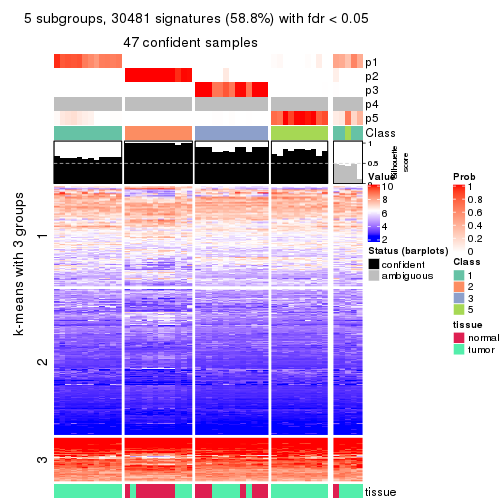 5 subgroups, 30481 signatures (58.8%) with fdr < 0.05
47 confident samples
p1
p2
p3
p4
p5
Class
1
0.5
0
Silhouette
score
k-means with 3 groups
1
2
3
tissue
Value
10
8
6
4
2
Status (barplots)
confident
ambiguous
Prob
1
0.8
0.6
0.4
0.2
0
Class
1
2
3
5
tissue
normal
tumor